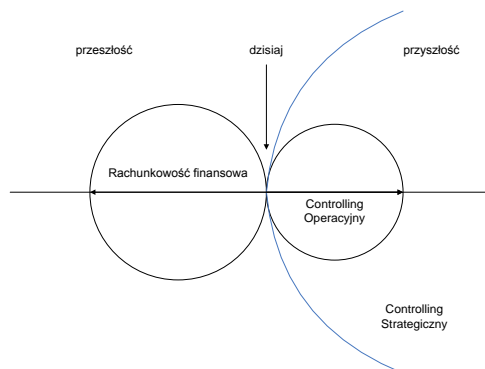 przeszłość
dzisiaj
przyszłość
Rachunkowość finansowa
Controlling
Operacyjny
Controlling
Strategiczny